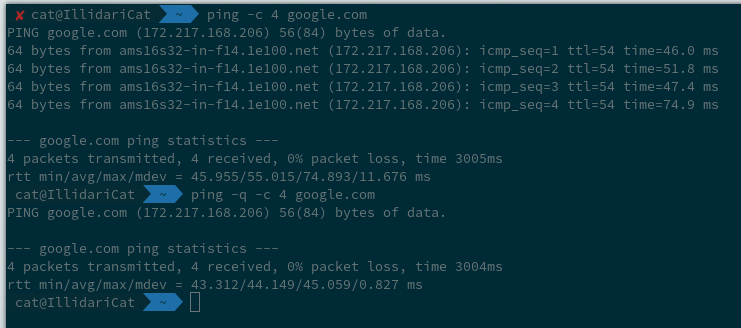 ✘ cat@IllidariCat ~ ping -c 4 google.com
PING google.com (172.217.168.206) 56(84) bytes of data.
64 bytes from ams16s32-in-f14.1e100.net (172.217.168.206): icmp_seq=1 ttl=54 time=46.0 ms
64 bytes from ams16s32-in-f14.1e100.net (172.217.168.206): icmp_seq=2 ttl=54 time=51.8 ms
64 bytes from ams16s32-in-f14.1e100.net (172.217.168.206): icmp_seq=3 ttl=54 time=47.4 ms
64 bytes from ams16s32-in-f14.1e100.net (172.217.168.206): icmp_seq=4 ttl=54 time=74.9 ms

--- google.com ping statistics ---
4 packets transmitted, 4 received, 0% packet loss, time 3005ms
rtt min/avg/max/mdev = 45.955/55.015/74.893/11.676 ms
cat@IllidariCat ~ ping -q -c 4 google.com
PING google.com (172.217.168.206) 56(84) bytes of data.

--- google.com ping statistics ---
4 packets transmitted, 4 received, 0% packet loss, time 3004ms
rtt min/avg/max/mdev = 43.312/44.149/45.059/0.827 ms
cat@IllidariCat ~